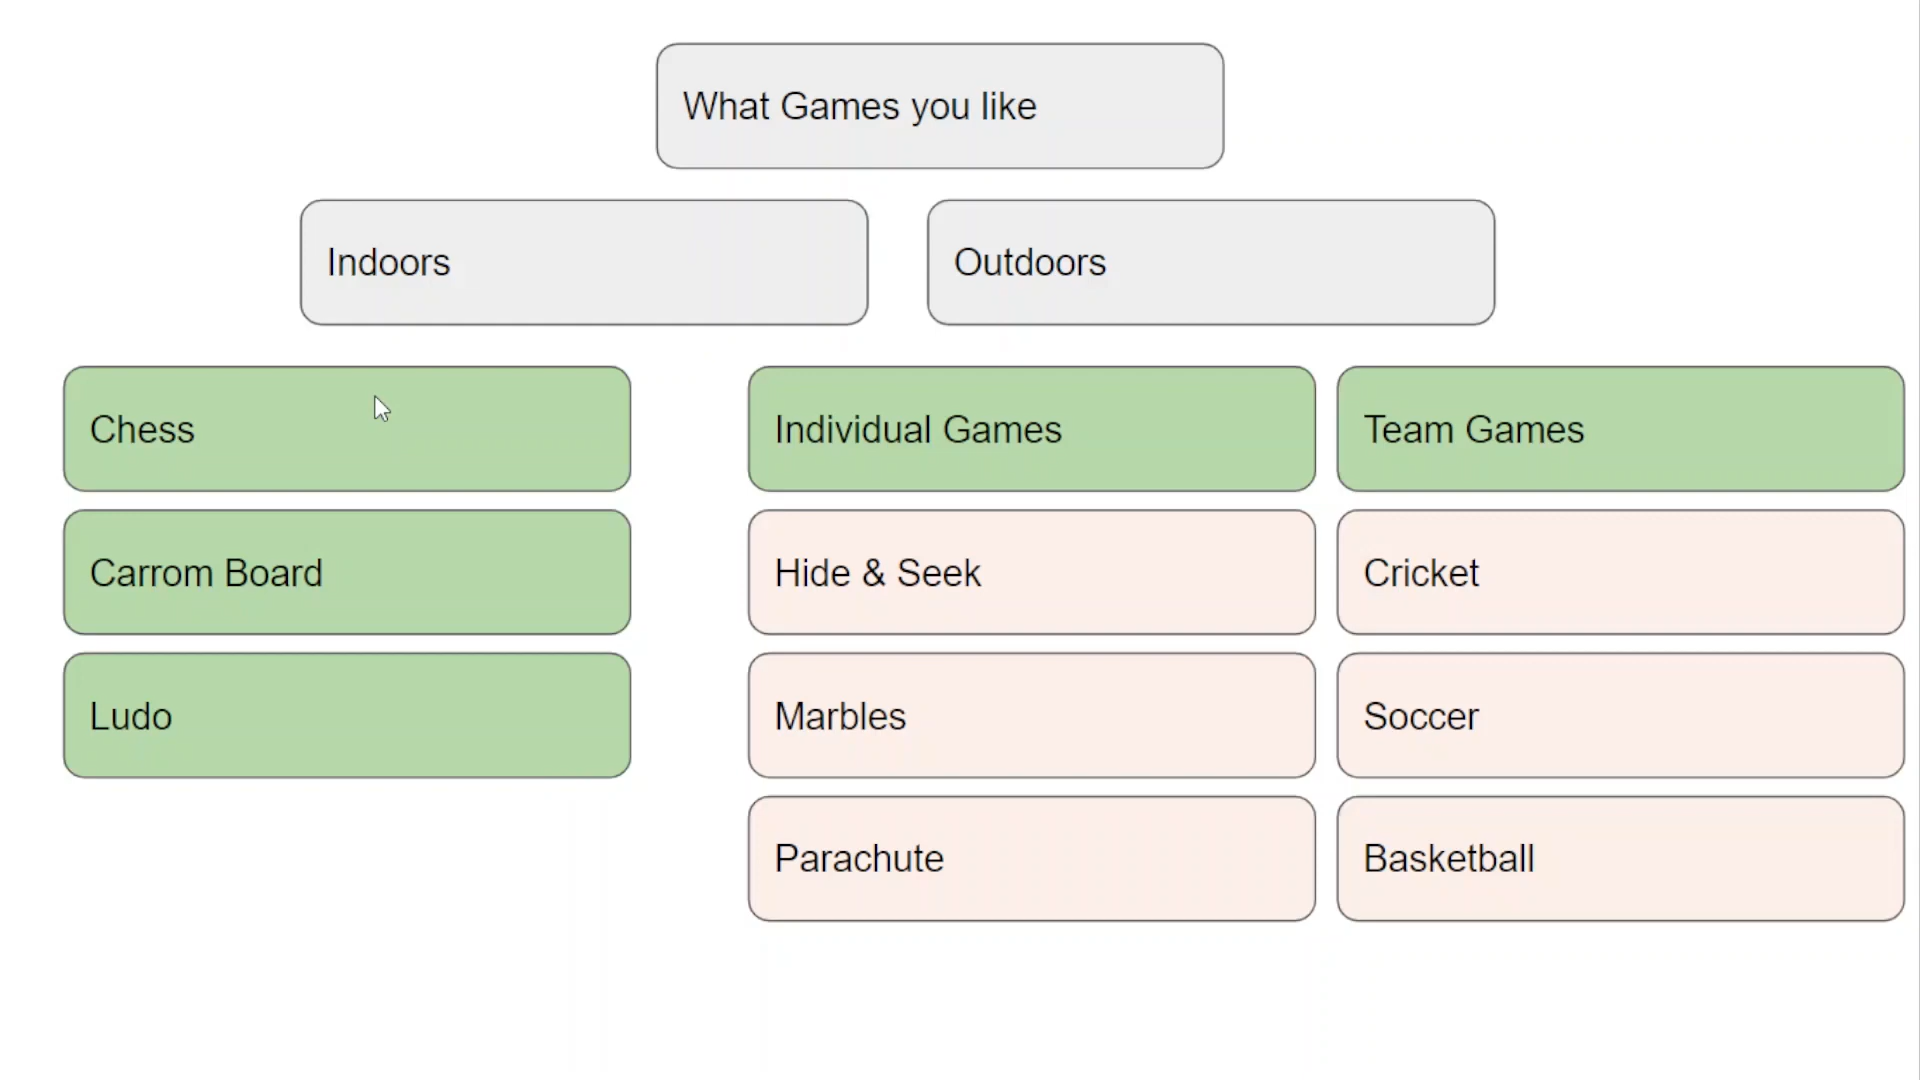 What Games you like
Indoors
Outdoors
Chess
Individual Games
Team Games
Carrom Board
Hide & Seek
Cricket
Ludo
Marbles
Soccer
Parachute
Basketball